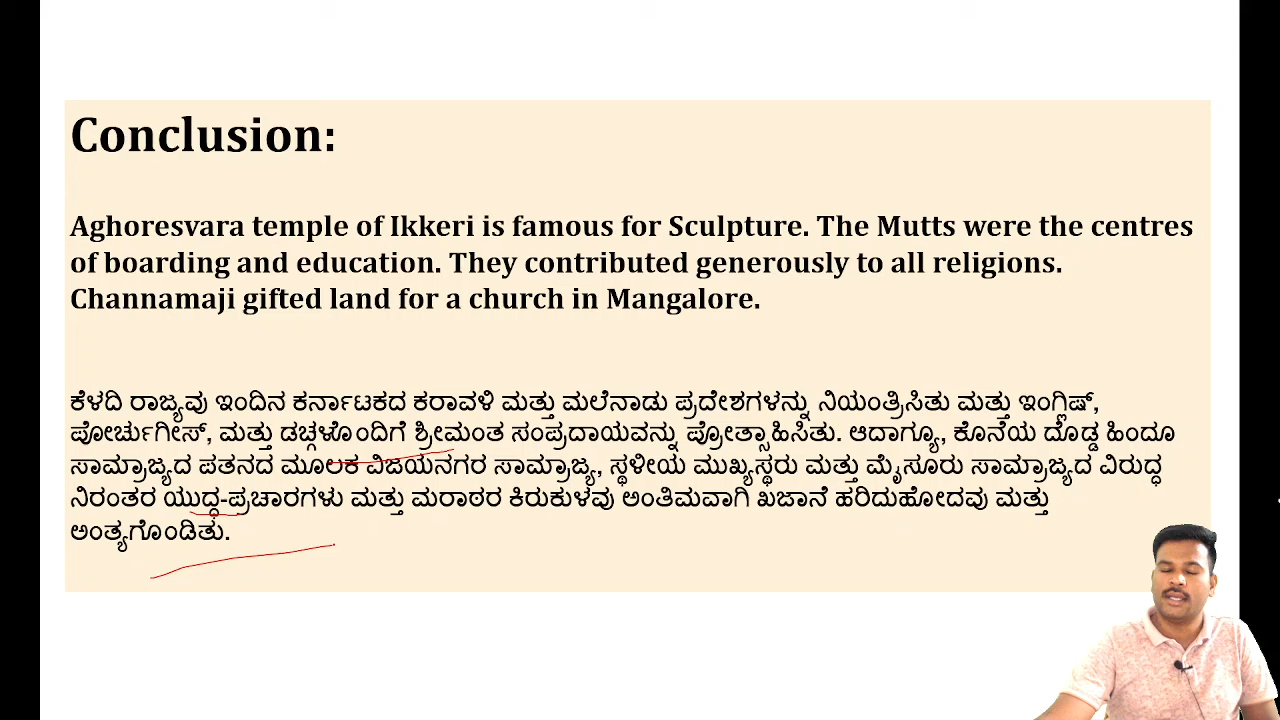 Conclusion:
Aghoresvara temple of Ikkeri is famous for Sculpture. The Mutts were the centres
of boarding and education. They contributed generously to all religions.
Channamaji gifted land for a church in Mangalore.
ಕೆಳದಿ ರಾಜ್ಯವು ಇಂದಿನ ಕರ್ನಾಟಕದ ಕರಾವಳಿ ಮತ್ತು ಮಲೆನಾಡು ಪ್ರದೇಶಗಳನ್ನು ನಿಯಂತ್ರಿಸಿತು ಮತ್ತು ಇಂಗ್ಲಿಷ್,
ಪೋರ್ಚುಗೀಸ್, ಮತ್ತು ಡಚ್ಚಗಳೊಂದಿಗೆ ಶ್ರೀಮಂತ ಸಂಪ್ರದಾಯವನ್ನು ಪ್ರೋತ್ಸಾಹಿಸಿತು. ಆದಾಗ್ಯೂ, ಕೊನೆಯ ದೊಡ್ಡ ಹಿಂದೂ
ಸಾಮ್ರಾಜ್ಯದ ಪತನದ ಮೂಲಕ ವಿಜಯನಗರ ಸಾಮ್ರಾಜ್ಯ, ಸ್ಥಳೀಯ ಮುಖ್ಯಸ್ಥರು ಮತ್ತು ಮೈಸೂರು ಸಾಮ್ರಾಜ್ಯದ ವಿರುದ್ಧ
ನಿರಂತರ ಯುದ್ಧ-ಪ್ರಚಾರಗಳು ಮತ್ತು ಮರಾಠರ ಕಿರುಕುಳವು ಅಂತಿಮವಾಗಿ ಖಜಾನೆ ಹರಿದುಹೋದವು ಮತ್ತು
ಅಂತ್ಯಗೊಂಡಿತು.